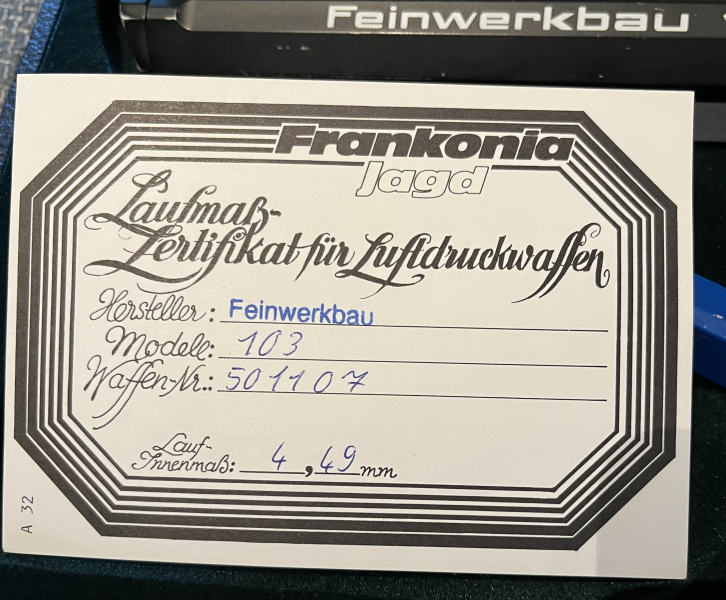 Feinwerkbau
Frankonia
Jagd
Laufmaß-
Zertifikat für Luftdruckwaffen
Hersteller: Feinwerkbau
Modell: 103
Waffen-Nr.: 501107
Lauf-
Innenmaß: 4,49 mm
A 32